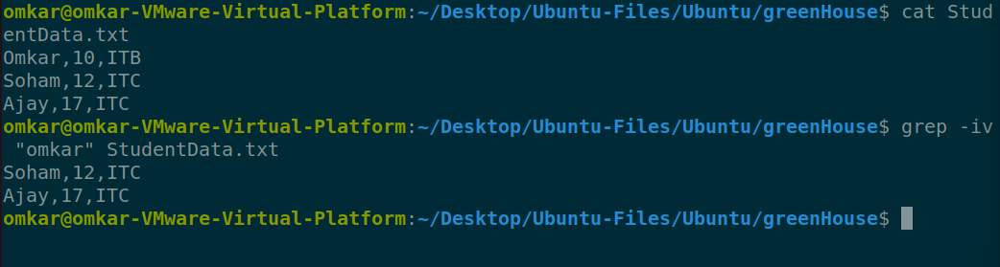 omkar@omkar-VMware-Virtual-Platform:~/Desktop/Ubuntu-Files/Ubuntu/greenHouse$ cat Stud
entData.txt
Omkar,10,ITB
Soham,12,ITC
Ajay,17,ITC
omkar@omkar-VMware-Virtual-Platform:~/Desktop/Ubuntu-Files/Ubuntu/greenHouse$ grep -iv
 "omkar" StudentData.txt
Soham,12,ITC
Ajay,17,ITC
omkar@omkar-VMware-Virtual-Platform:~/Desktop/Ubuntu-Files/Ubuntu/greenHouse$